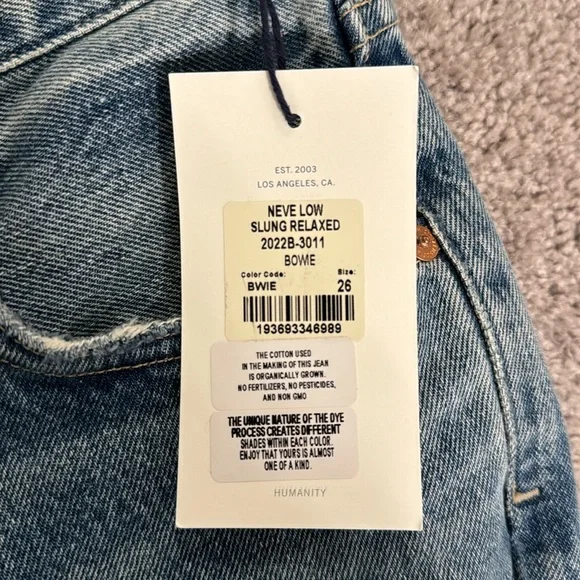 EST. 2003
LOS ANGELES, CA.
NEVE LOW
SLUNG RELAXED
2022B-3011
BOWIE
Color Code: Size:
BWIE 26
193693346989
THE COTTON USED
IN THE MAKING OF THIS JEAN
IS ORGANICALLY GROWN.
NO FERTILIZERS, NO PESTICIDES,
AND NON GMO
THE UNIQUE NATURE OF THE DYE
PROCESS CREATES DIFFERENT
SHADES WITHIN EACH COLOR.
ENJOY THAT YOURS IS ALMOST
ONE OF A KIND.
HUMANITY